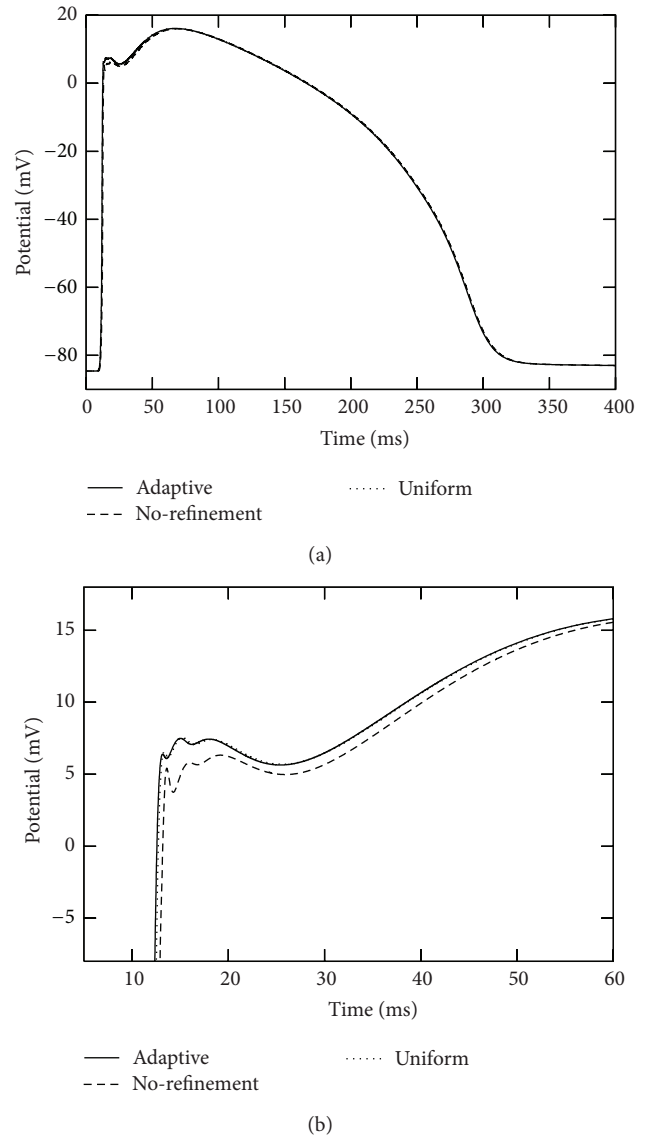 20
0
−20
−40
−60
−80
Potential (mV)
0 50 100 150 200 250 300 350 400
Time (ms)
Adaptive Uniform
No-refinement
(a)
15
10
5
0
−5
Potential (mV)
10 20 30 40 50 60
Time (ms)
Adaptive Uniform
No-refinement
(b)